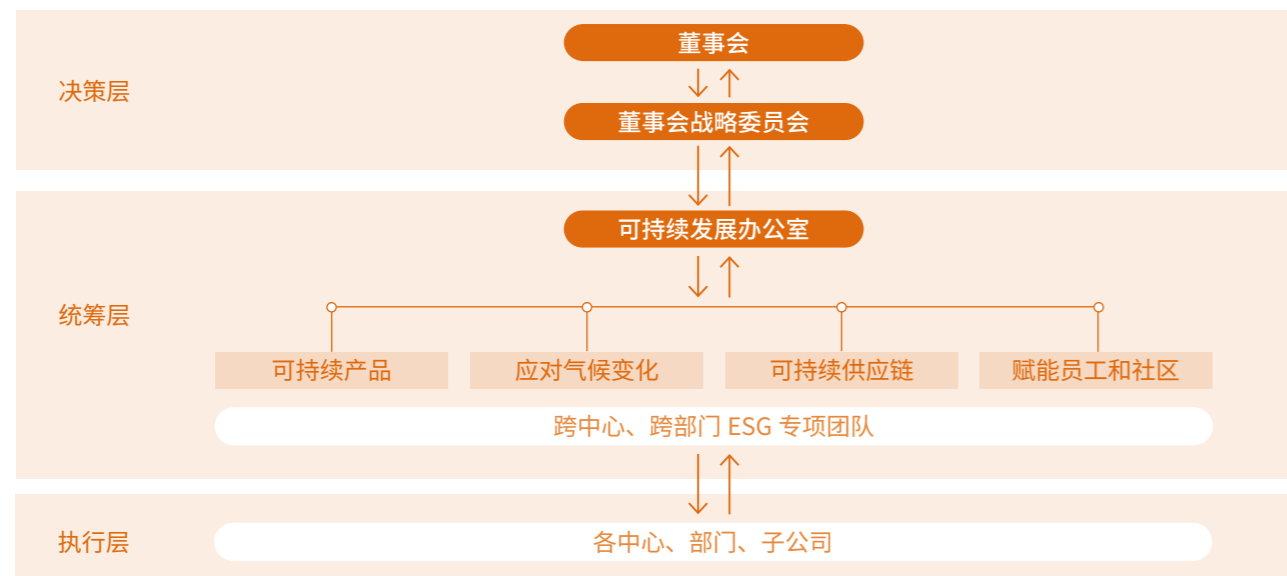 决策层
董事会
董事会战略委员会
统筹层
可持续发展办公室
可持续产品
应对气候变化
可持续供应链
赋能员工和社区
跨中心、跨部门 ESG 专项团队
执行层
各中心、部门、子公司